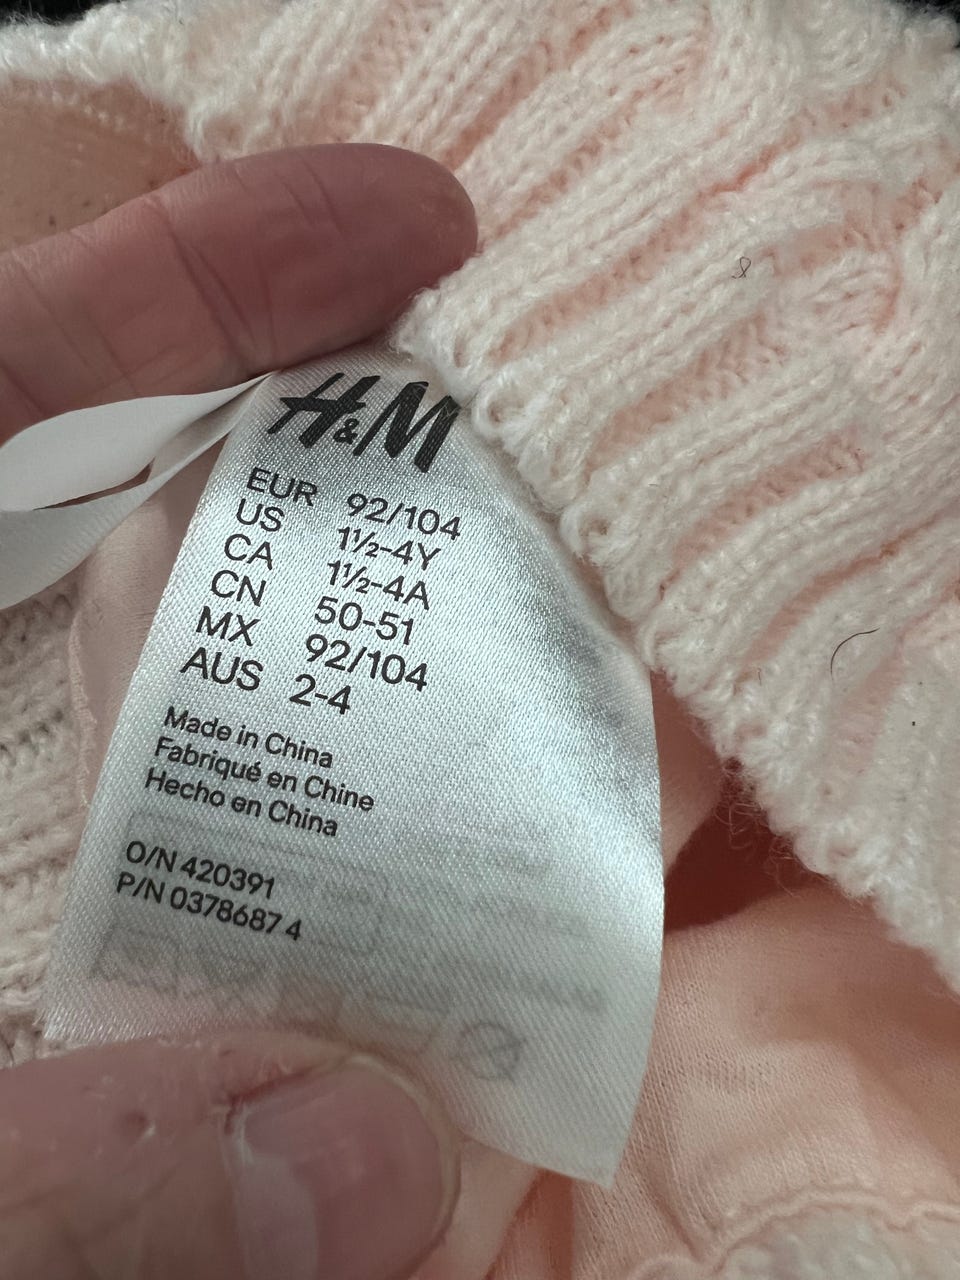 H&M
EUR 92/104
US 1½-4Y
CA 1½-4A
CN 50-51
MX 92/104
AUS 2-4
Made in China
Fabriqué en Chine
Hecho en China
O/N 420391
P/N 0378687 4